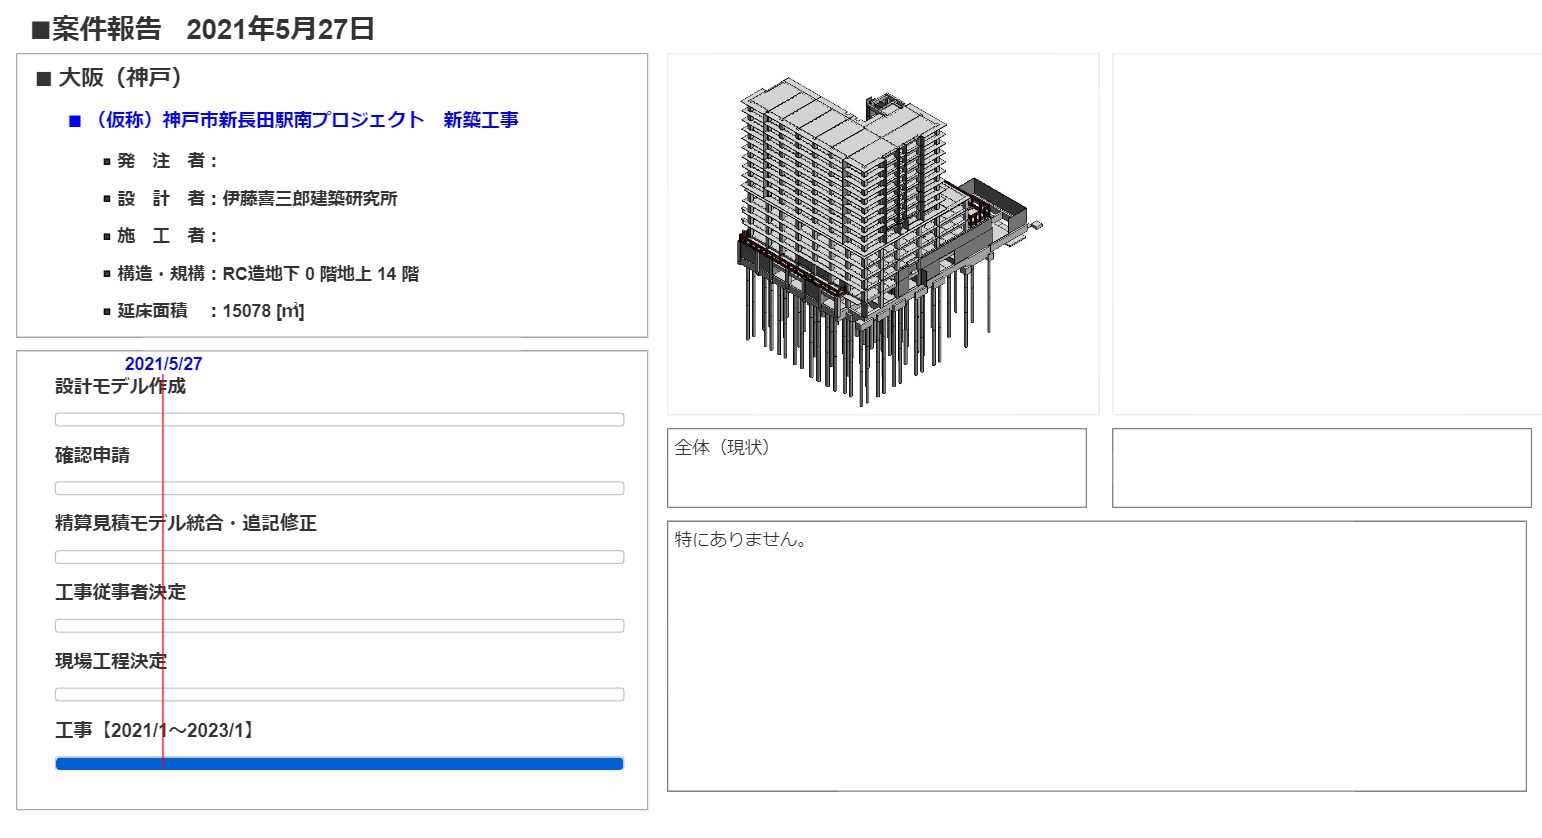 ■案件報告　2021年5月27日
■ 大阪（神戸）
■ （仮称）神戸市新長田駅南プロジェクト　新築工事
▪ 発　注　者：
▪ 設　計　者：伊藤喜三郎建築研究所
▪ 施　工　者：
▪ 構造・規構：RC造地下 0 階地上 14 階
▪ 延床面積　：15078 [㎡]
2021/5/27
設計モデル作成
確認申請
精算見積モデル統合・追記修正
工事従事者決定
現場工程決定
工事【2021/1～2023/1】
全体（現状）
特にありません。